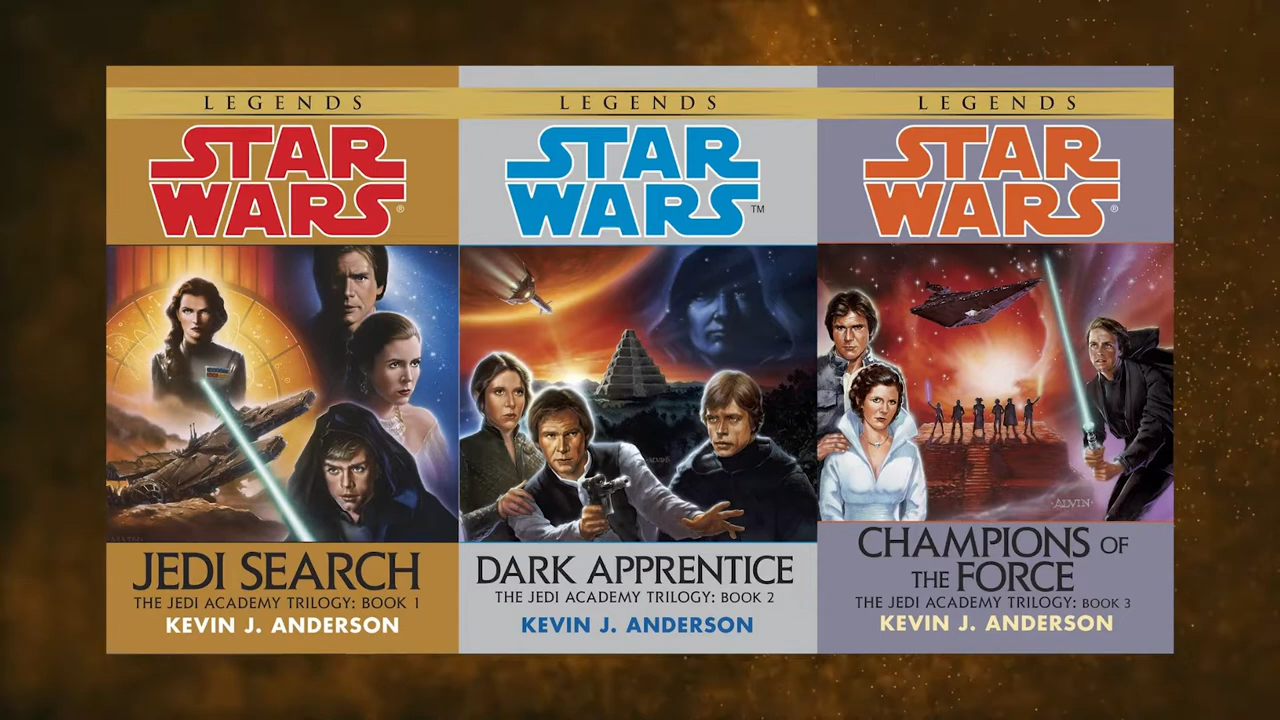 LEGENDS
STAR
WARS®
JEDI SEARCH
THE JEDI ACADEMY TRILOGY: BOOK 1
KEVIN J. ANDERSON
LEGENDS
STAR
WARS™
DARK APPRENTICE
THE JEDI ACADEMY TRILOGY: BOOK 2
KEVIN J. ANDERSON
LEGENDS
STAR
WARS®
·ALVIN·
CHAMPIONS OF
THE FORCE
THE JEDI ACADEMY TRILOGY: BOOK 3
KEVIN J. ANDERSON